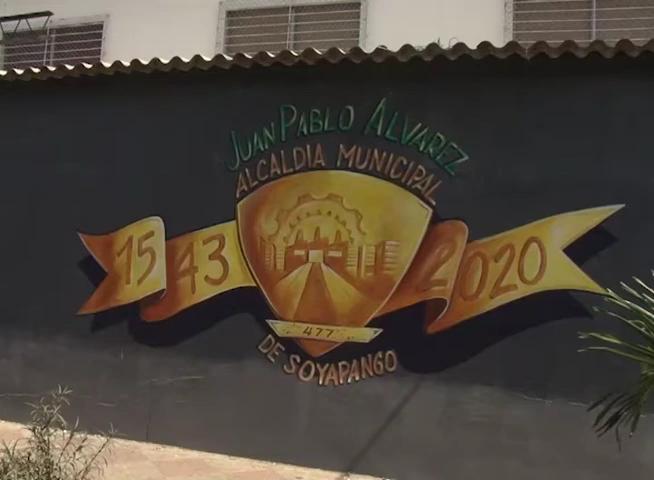 JUAN PABLO ALVAREZ
ALCALDIA MUNICIPAL
1543 2020
477
DE SOYAPANGO